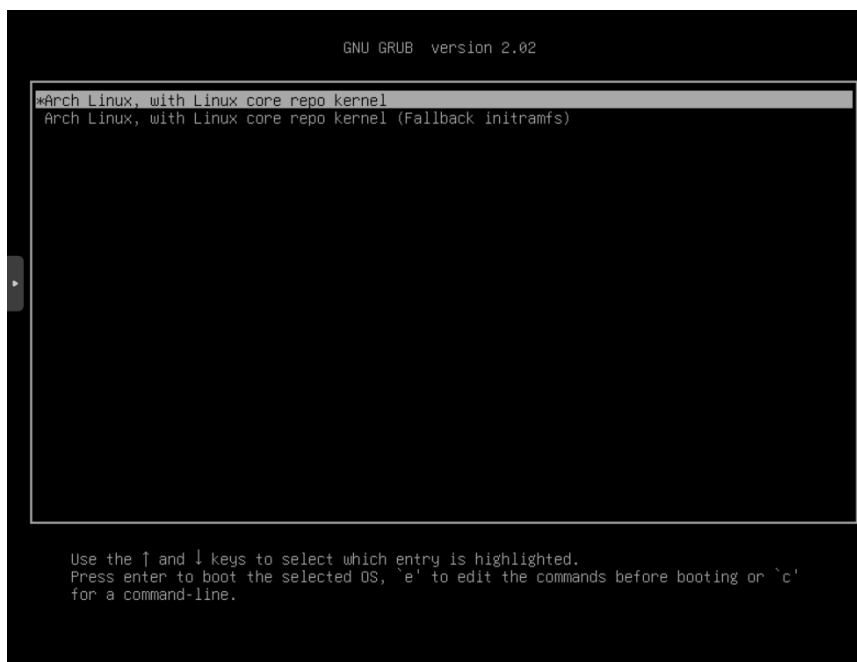 GNU GRUB  version 2.02
*Arch Linux, with Linux core repo kernel
Arch Linux, with Linux core repo kernel (Fallback initramfs)
Use the ↑ and ↓ keys to select which entry is highlighted.
Press enter to boot the selected OS, `e' to edit the commands before booting or `c'
for a command-line.